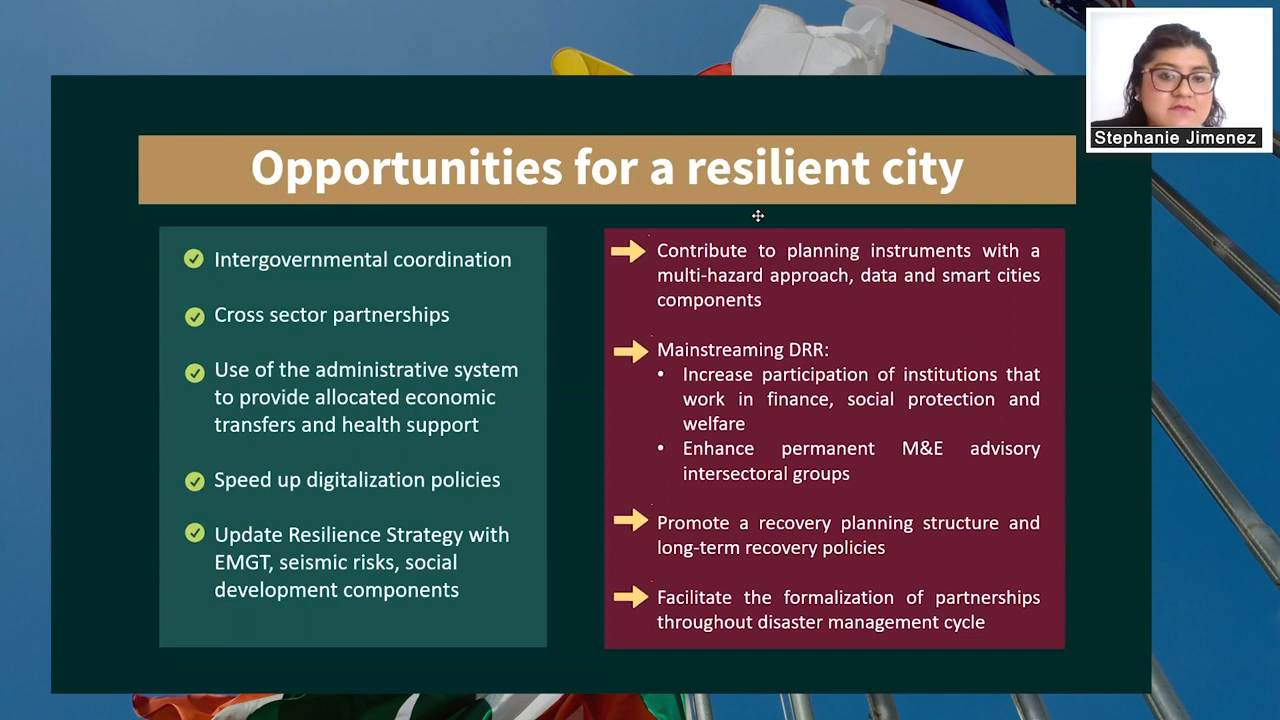 Opportunities for a resilient city
Stephanie Jimenez
Intergovernmental coordination
Cross sector partnerships
Use of the administrative system
to provide allocated economic
transfers and health support
Speed up digitalization policies
Update Resilience Strategy with
EMGT, seismic risks, social
development components
Contribute to planning instruments with a
multi-hazard approach, data and smart cities
components
Mainstreaming DRR:
• Increase participation of institutions that
work in finance, social protection and
welfare
• Enhance permanent M&E advisory
intersectoral groups
Promote a recovery planning structure and
long-term recovery policies
Facilitate the formalization of partnerships
throughout disaster management cycle